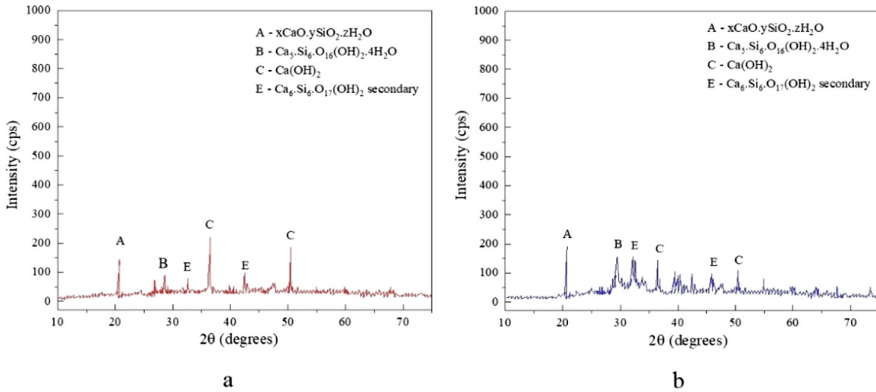 1000
900
800
700
600
500
400
300
200
100
0
Intensity (cps)
A - xCaO.ySiO₂.zH₂O
B - Ca₅.Si₆.O₁₆(OH)₂.4H₂O
C - Ca(OH)₂
E - Ca₆.Si₆.O₁₇(OH)₂ secondary
A
B
E
C
E
C
10 20 30 40 50 60 70
2θ (degrees)
a
1000
900
800
700
600
500
400
300
200
100
0
Intensity (cps)
A - xCaO.ySiO₂.zH₂O
B - Ca₅.Si₆.O₁₆(OH)₂.4H₂O
C - Ca(OH)₂
E - Ca₆.Si₆.O₁₇(OH)₂ secondary
A
B E
C
E C
10 20 30 40 50 60 70
2θ (degrees)
b